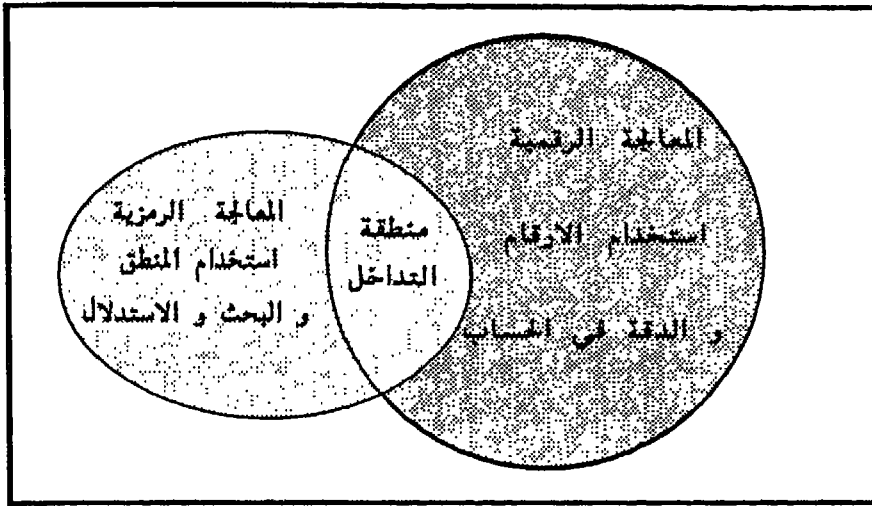 المعالجة الرقمية
استخدام الارقام
و الدقة في الحساب
منطقة
التداخل
المعالجة الرمزية
استخدام المنطق
و البحث و الاستدلال